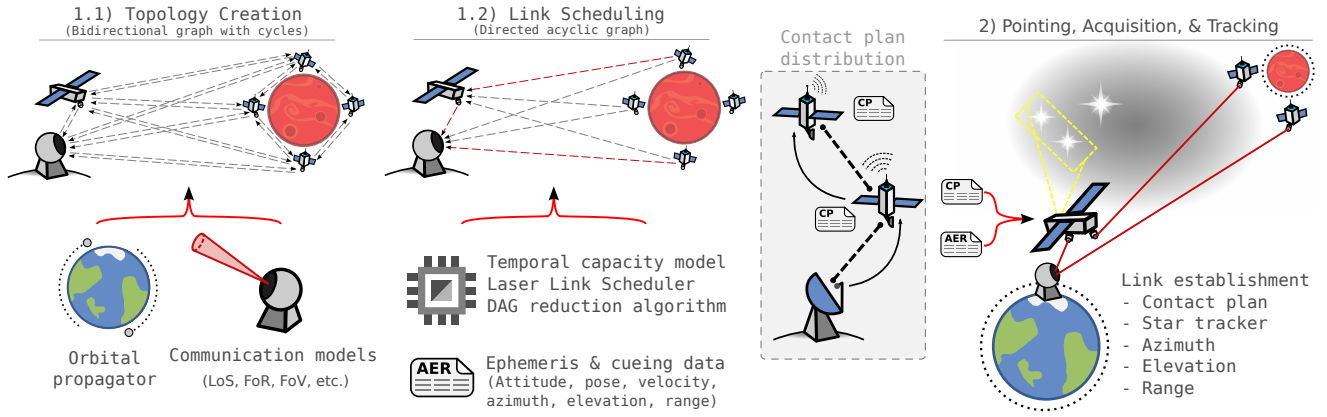 1.1) Topology Creation
(Bidirectional graph with cycles)
Orbital
propagator
Communication models
(LoS, FoR, FoV, etc.)
1.2) Link Scheduling
(Directed acyclic graph)
Temporal capacity model
Laser Link Scheduler
DAG reduction algorithm
AER
Ephemeris & cueing data
(Attitude, pose, velocity,
azimuth, elevation, range)
Contact plan
distribution
CP
CP
2) Pointing, Acquisition, & Tracking
CP
AER
Link establishment
- Contact plan
- Star tracker
- Azimuth
- Elevation
- Range